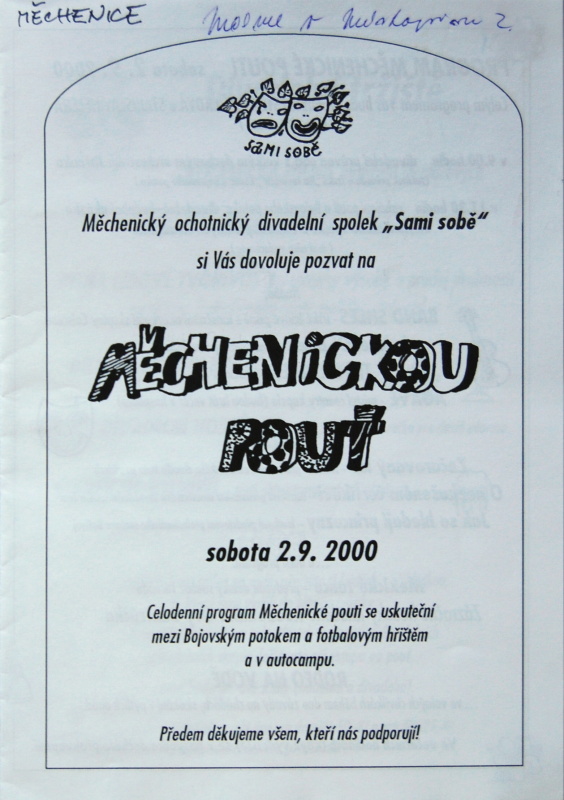 MĚCHENICE
SAMI SOBĚ
Měchenický ochotnický divadelní spolek „Sami sobě“
si Vás dovoluje pozvat na
MĚCHENICKOU
POUŤ
sobota 2.9. 2000
Celodenní program Měchenické pouti se uskuteční
mezi Bojovským potokem a fotbalovým hřištěm
a v autocampu.
Předem děkujeme všem, kteří nás podporují!